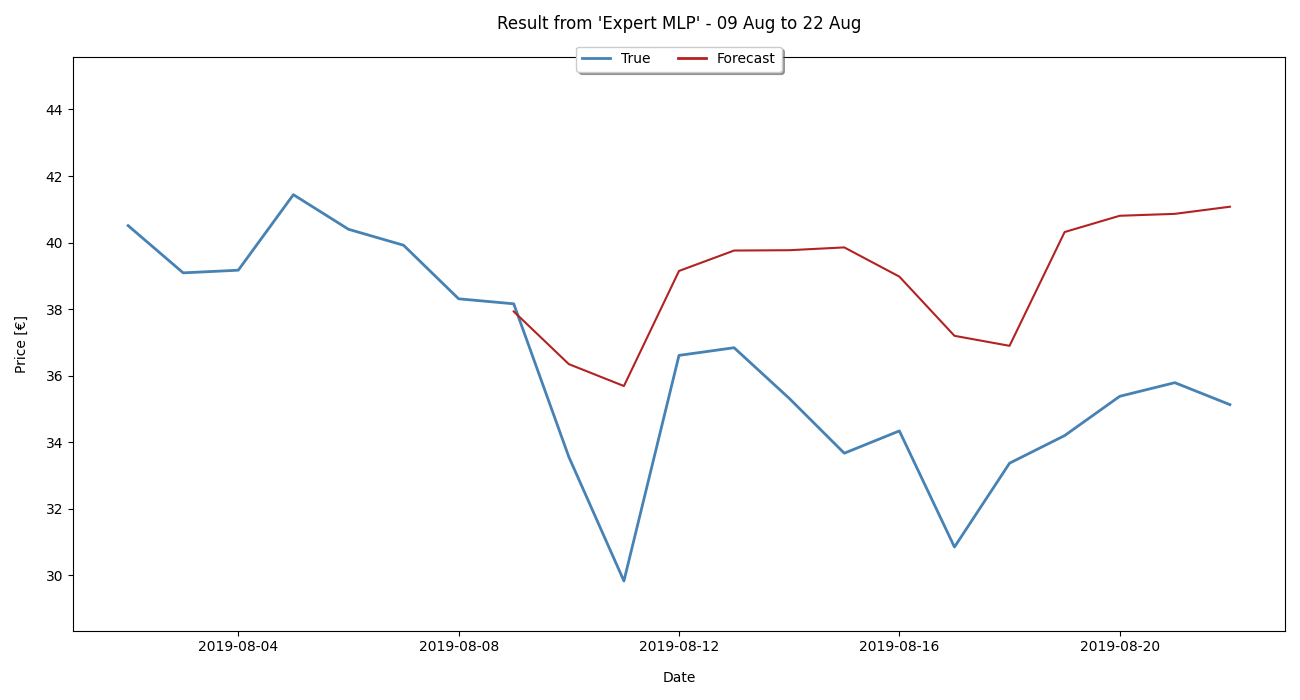 Result from 'Expert MLP' - 09 Aug to 22 Aug
True Forecast
44
42
40
38
36
34
32
30
Price [€]
2019-08-04 2019-08-08 2019-08-12 2019-08-16 2019-08-20
Date